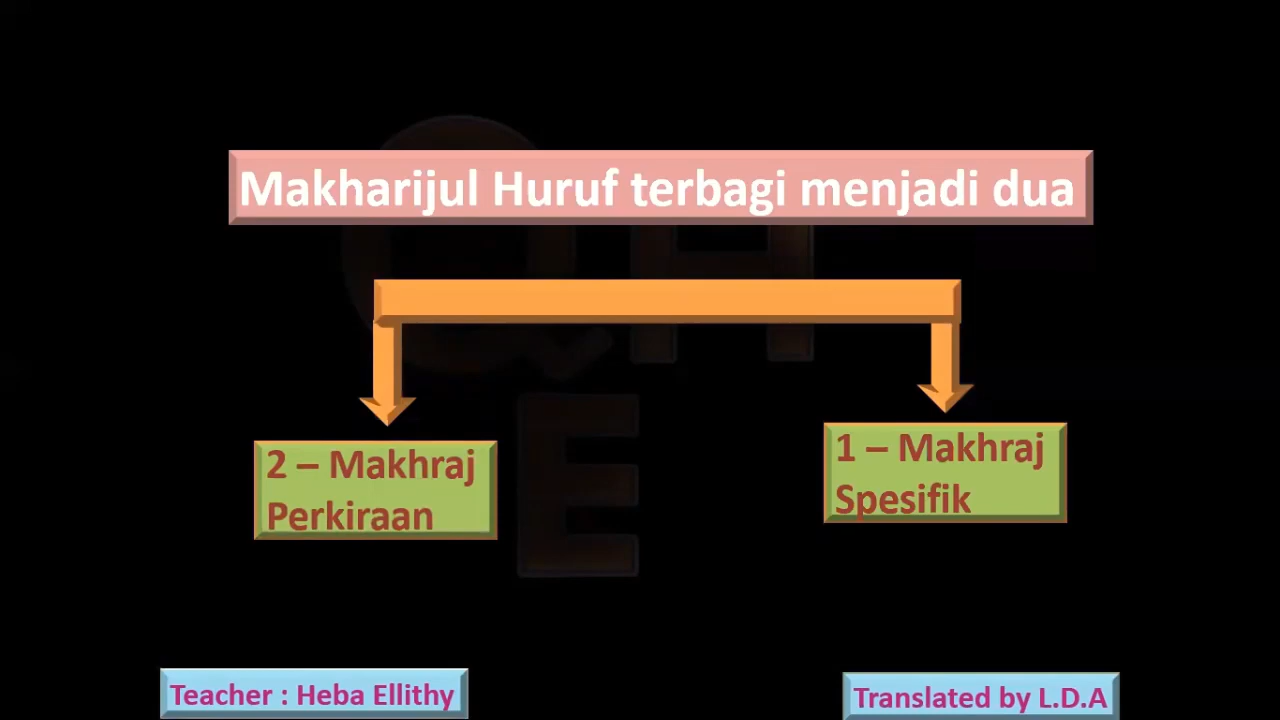 Makharijul Huruf terbagi menjadi dua
2 – Makhraj
Perkiraan
1 – Makhraj
Spesifik
Q H
E
Teacher : Heba Ellithy
Translated by L.D.A